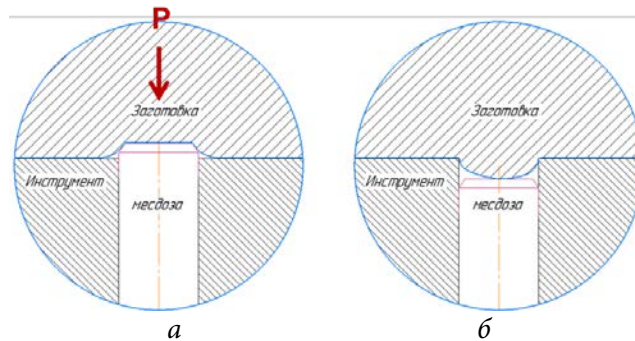 P
Заготовка
Инструмент
месдоза
а
Заготовка
Инструмент
месдоза
б